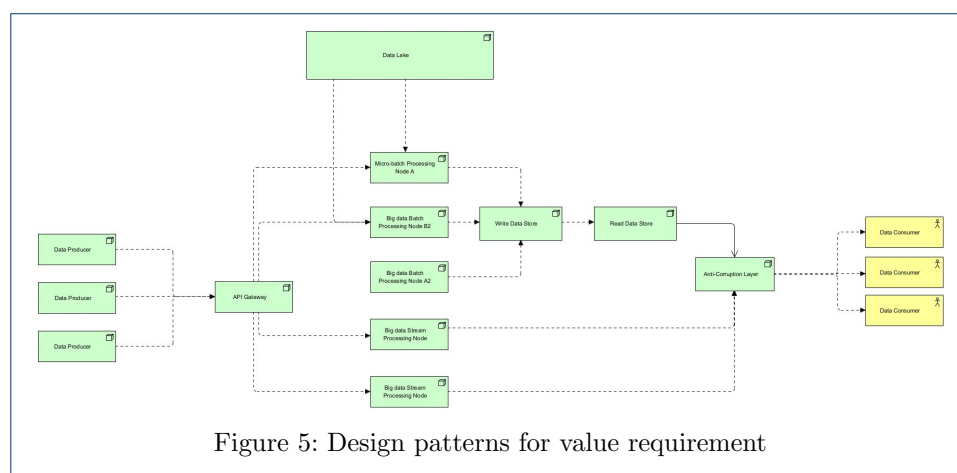 Data Lake
Micro-batch Processing
Node A
Big data Batch
Processing Node B2
Write Data Store
Read Data Store
Data Consumer
Data Producer
Big data Batch
Processing Node A2
Anti-Corruption Layer
Data Consumer
Data Producer
API Gateway
Data Consumer
Data Producer
Big data Stream
Processing Node
Big data Stream
Processing Node
Figure 5: Design patterns for value requirement